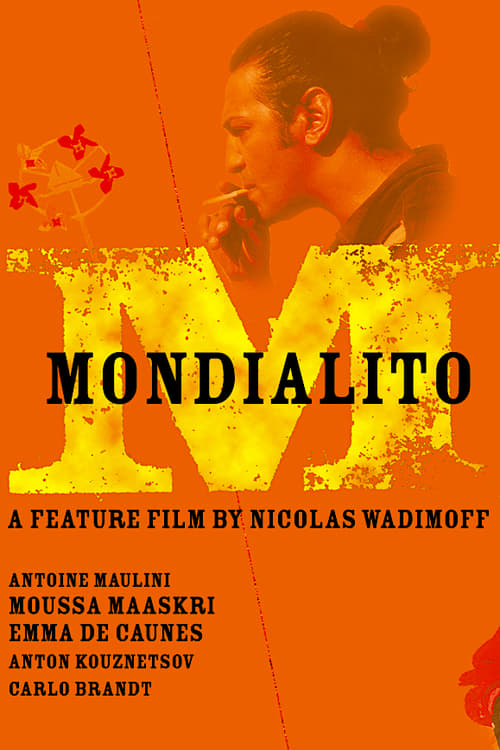 M
MONDIALITO
A FEATURE FILM BY NICOLAS WADIMOFF
ANTOINE MAULINI
MOUSSA MAASKRI
EMMA DE CAUNES
ANTON KOUZNETSOV
CARLO BRANDT